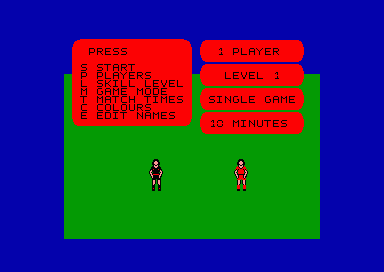 PRESS
S START
P PLAYERS
L SKILL LEVEL
M GAME MODE
T MATCH TIMES
C COLOURS
E EDIT NAMES
1 PLAYER
LEVEL 1
SINGLE GAME
10 MINUTES